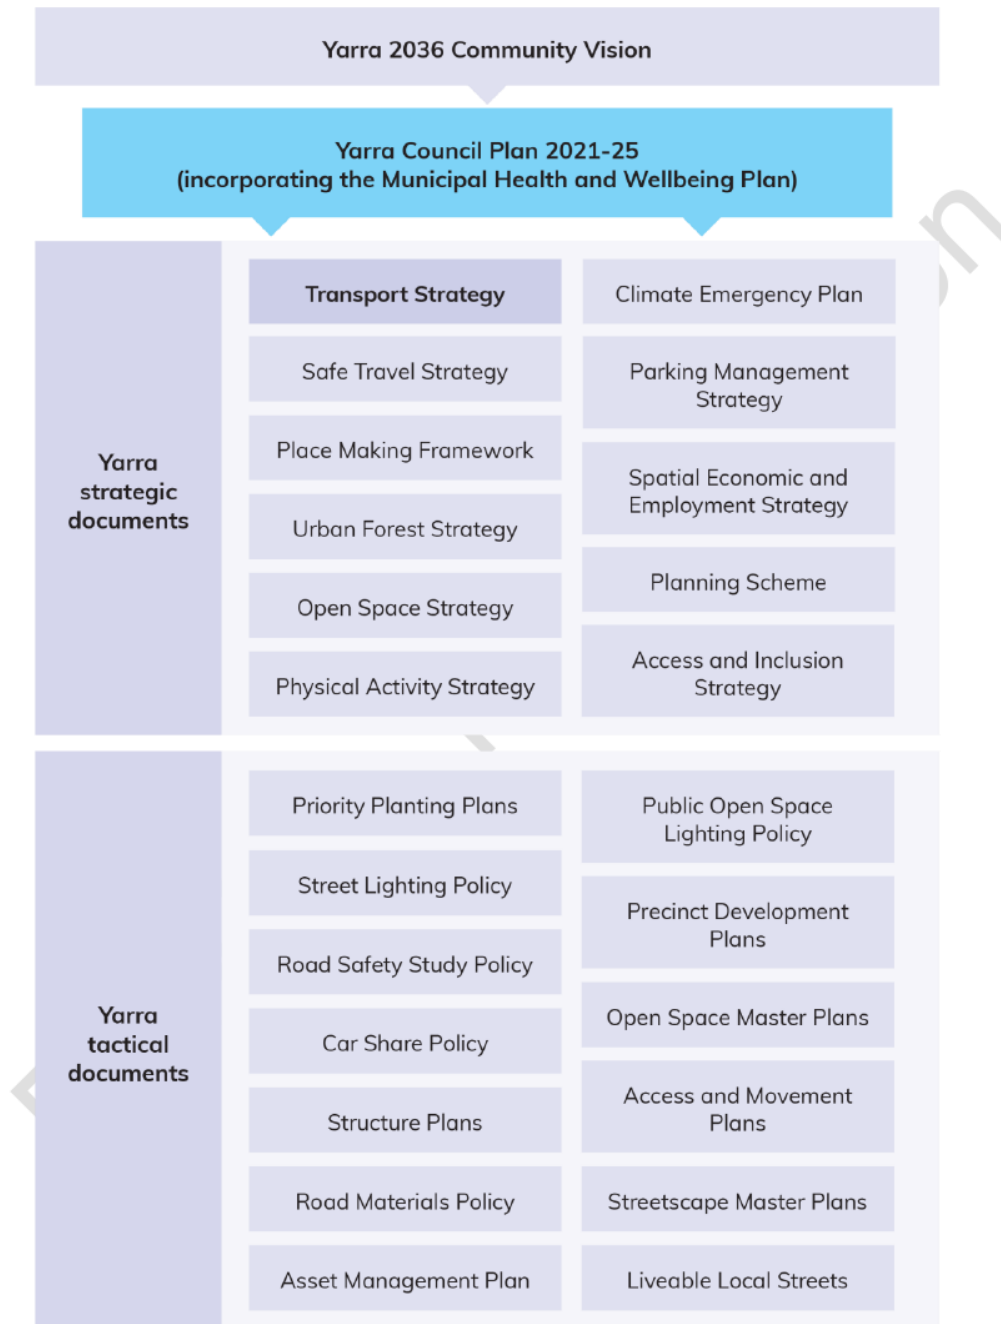 Yarra 2036 Community Vision
Yarra Council Plan 2021-25
(incorporating the Municipal Health and Wellbeing Plan)
Yarra
strategic
documents
Transport Strategy
Safe Travel Strategy
Place Making Framework
Urban Forest Strategy
Open Space Strategy
Physical Activity Strategy
Climate Emergency Plan
Parking Management
Strategy
Spatial Economic and
Employment Strategy
Planning Scheme
Access and Inclusion
Strategy
Yarra
tactical
documents
Priority Planting Plans
Street Lighting Policy
Road Safety Study Policy
Car Share Policy
Structure Plans
Road Materials Policy
Asset Management Plan
Public Open Space
Lighting Policy
Precinct Development
Plans
Open Space Master Plans
Access and Movement
Plans
Streetscape Master Plans
Liveable Local Streets